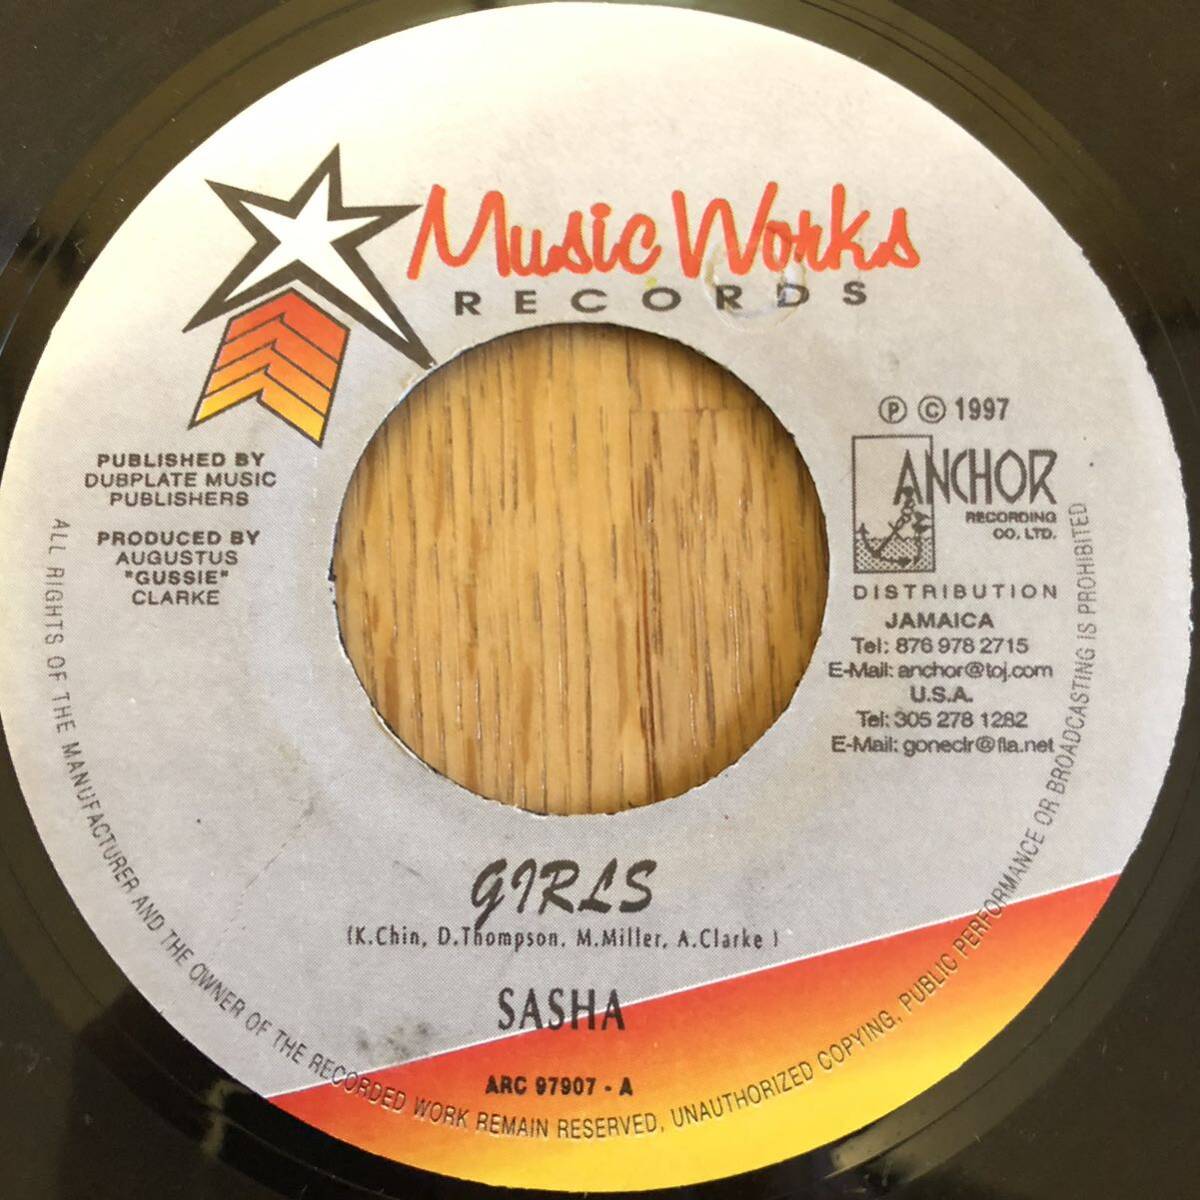 Music Works
RECORDS
℗ © 1997
ANCHOR
RECORDING
CO. LTD.
DISTRIBUTION
JAMAICA
Tel: 876 978 2715
E-Mail: anchor@toj.com
U.S.A.
Tel: 305 278 1282
E-Mail: goneclr@fla.net
PUBLISHED BY
DUBPLATE MUSIC
PUBLISHERS
PRODUCED BY
AUGUSTUS
"GUSSIE"
CLARKE
GIRLS
(K.Chin, D.Thompson, M.Miller, A.Clarke )
SASHA
ARC 97907 - A
ALL RIGHTS OF THE MANUFACTURER AND THE OWNER OF THE RECORDED WORK REMAIN RESERVED, UNAUTHORIZED COPYING, PUBLIC PERFORMANCE OR BROADCASTING IS PROHIBITED